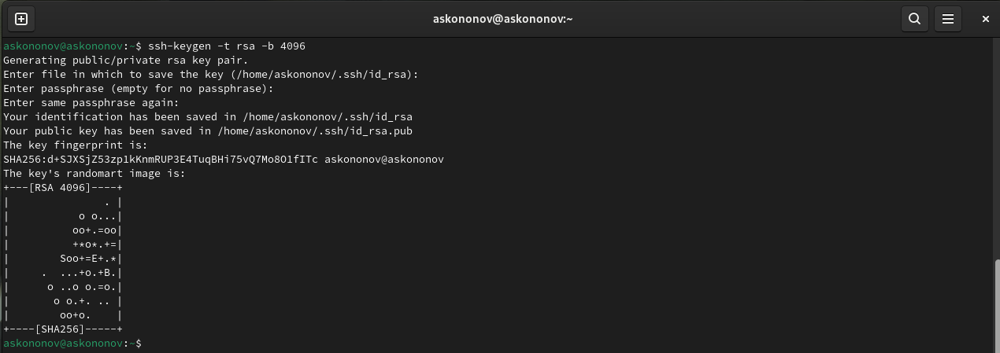 askononov@askononov:~
askononov@askononov:~$ ssh-keygen -t rsa -b 4096
Generating public/private rsa key pair.
Enter file in which to save the key (/home/askononov/.ssh/id_rsa):
Enter passphrase (empty for no passphrase):
Enter same passphrase again:
Your identification has been saved in /home/askononov/.ssh/id_rsa
Your public key has been saved in /home/askononov/.ssh/id_rsa.pub
The key fingerprint is:
SHA256:d+SJXSjZ53zp1kKnmRUP3E4TuqBHi75vQ7Mo8O1fITc askononov@askononov
The key's randomart image is:
+---[RSA 4096]----+
|               . |
|           o o...|
|          oo+.=oo|
|          +*o*.+=|
|        Soo+=E+.*|
|     .  ...+o.+B.|
|      o ..o o.=o.|
|       o o.+. .. |
|        oo+o.    |
+----[SHA256]-----+
askononov@askononov:~$